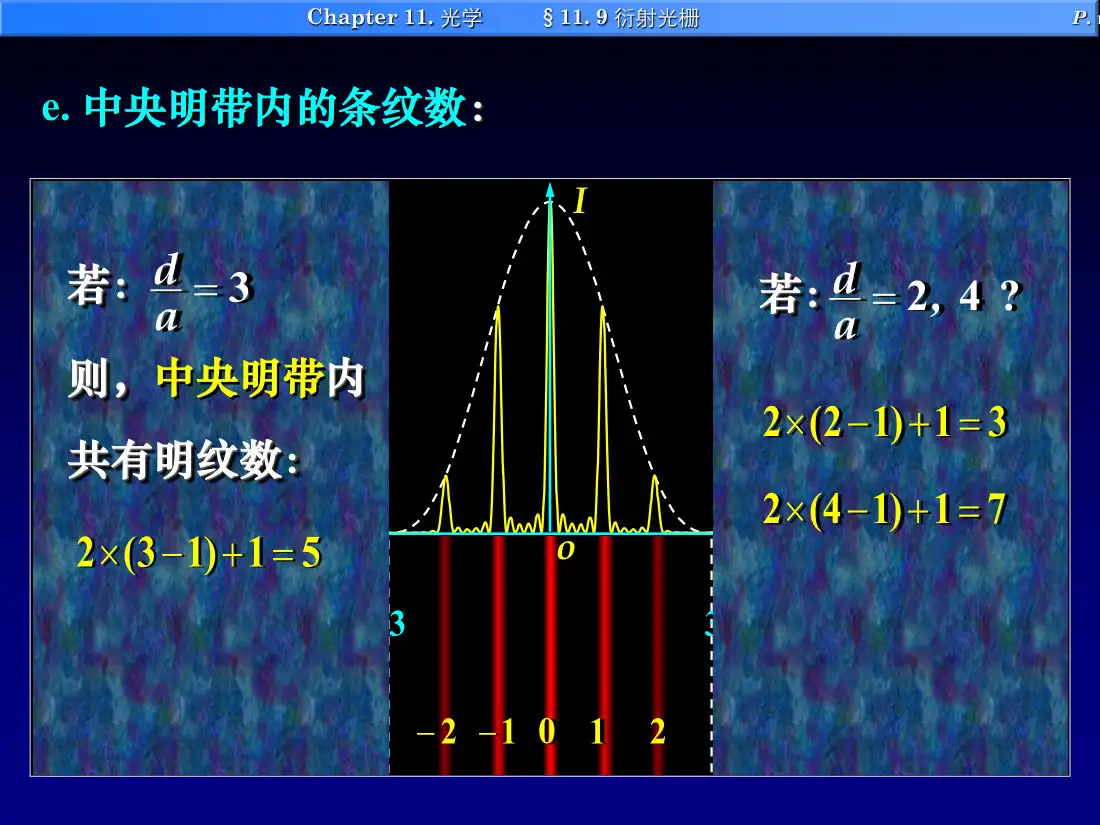 Chapter 11. 光学 §11. 9 衍射光栅 P.
e. 中央明带内的条纹数:
若: d/a = 3
则，中央明带内
共有明纹数:
2×(3−1)+1=5
I
o
3
−2 −1 0 1 2
若: d/a = 2, 4 ?
2×(2−1)+1=3
2×(4−1)+1=7